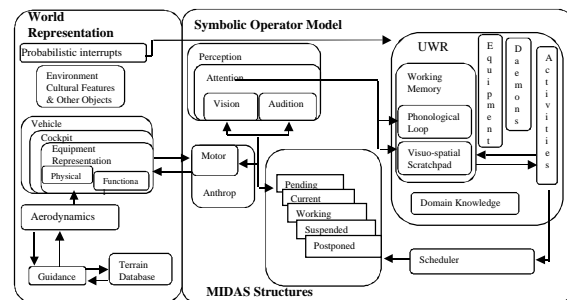 World
Representation
Symbolic Operator Model
Probabilistic interrupts
Environment
Cultural Features
& Other Objects
Vehicle
Cockpit
Equipment
Representation
Physical
Functiona
Aerodynamics
Guidance
Terrain
Database
Perception
Attention
Vision
Audition
Motor
Anthrop
Pending
Current
Working
Suspended
Postponed
MIDAS Structures
UWR
Working
Memory
Phonological
Loop
Visuo-spatial
Scratchpad
Domain Knowledge
Equipment
Daemons
Activities
Scheduler